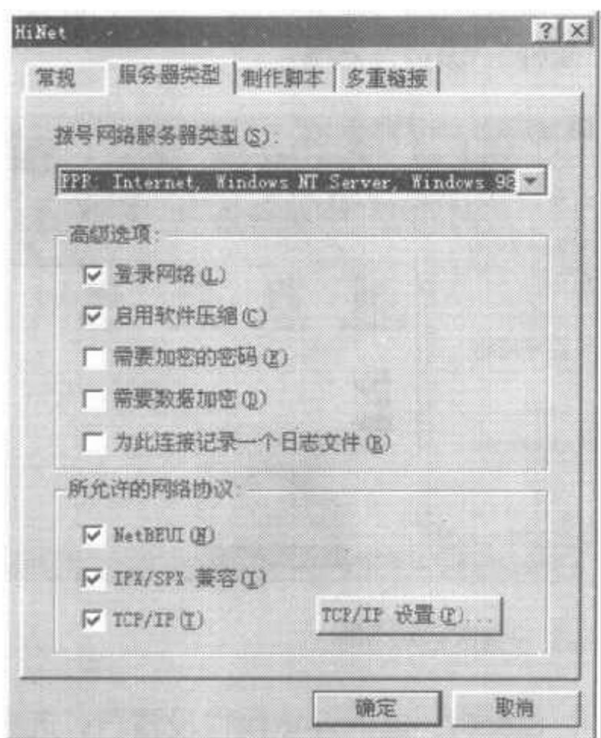 HiNet
常规 服务器类型 制作脚本 多重链接
拨号网络服务器类型(S):
PPP: Internet, Windows NT Server, Windows 98
高级选项:
登录网络(L)
启用软件压缩(C)
需要加密的密码(E)
需要数据加密(D)
为此连接记录一个日志文件(R)
所允许的网络协议:
NetBEUI(N)
IPX/SPX 兼容(I)
TCP/IP(T)
TCP/IP 设置(P)...
确定 取消